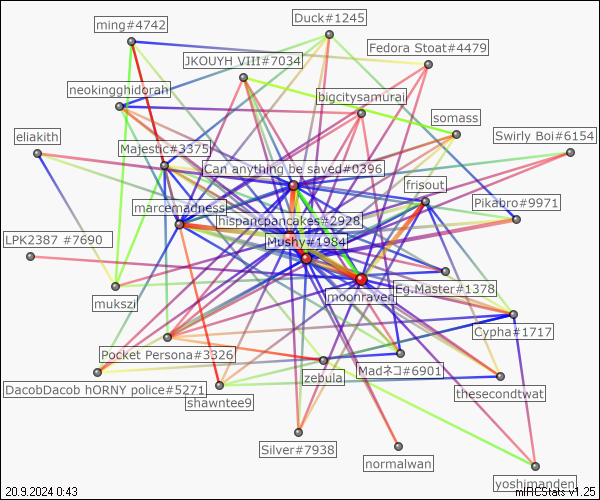 Duck#1245
ming#4742
Fedora Stoat#4479
JKOUYH VIII#7034
neokingghidorah
bigcitysamurai
somass
eliakith
Swirly Boi#6154
Majestic#3375
Can anything be saved#0396
frisout
Pikabro#9971
marcemadness
hispancpancakes#2928
LPK2387 #7690
Mushy#1984
Eg.Master#1378
mukszi
moonraven
Cypha#1717
Pocket Persona#3326
Madネコ#6901
zebula
DacobDacob hORNY police#5271
thesecondtwat
shawntee9
Silver#7938
normalwan
yoshimanden
20.9.2024 0:43
mIRCStats v1.25